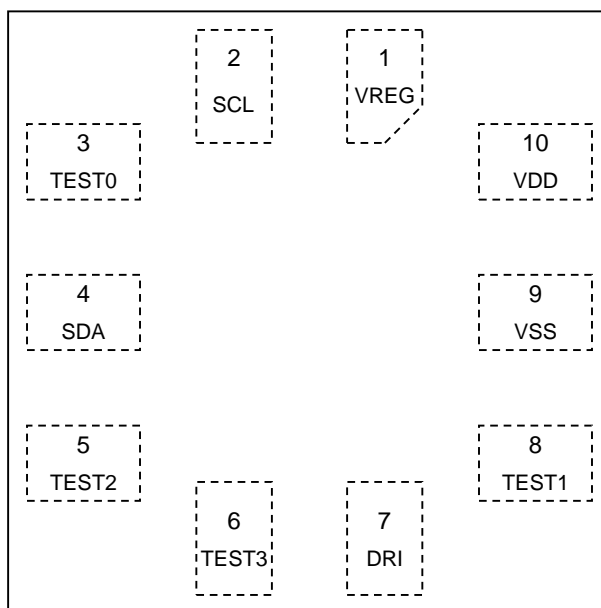 2
SCL
1
VREG
3
TEST0
10
VDD
4
SDA
9
VSS
5
TEST2
8
TEST1
6
TEST3
7
DRI